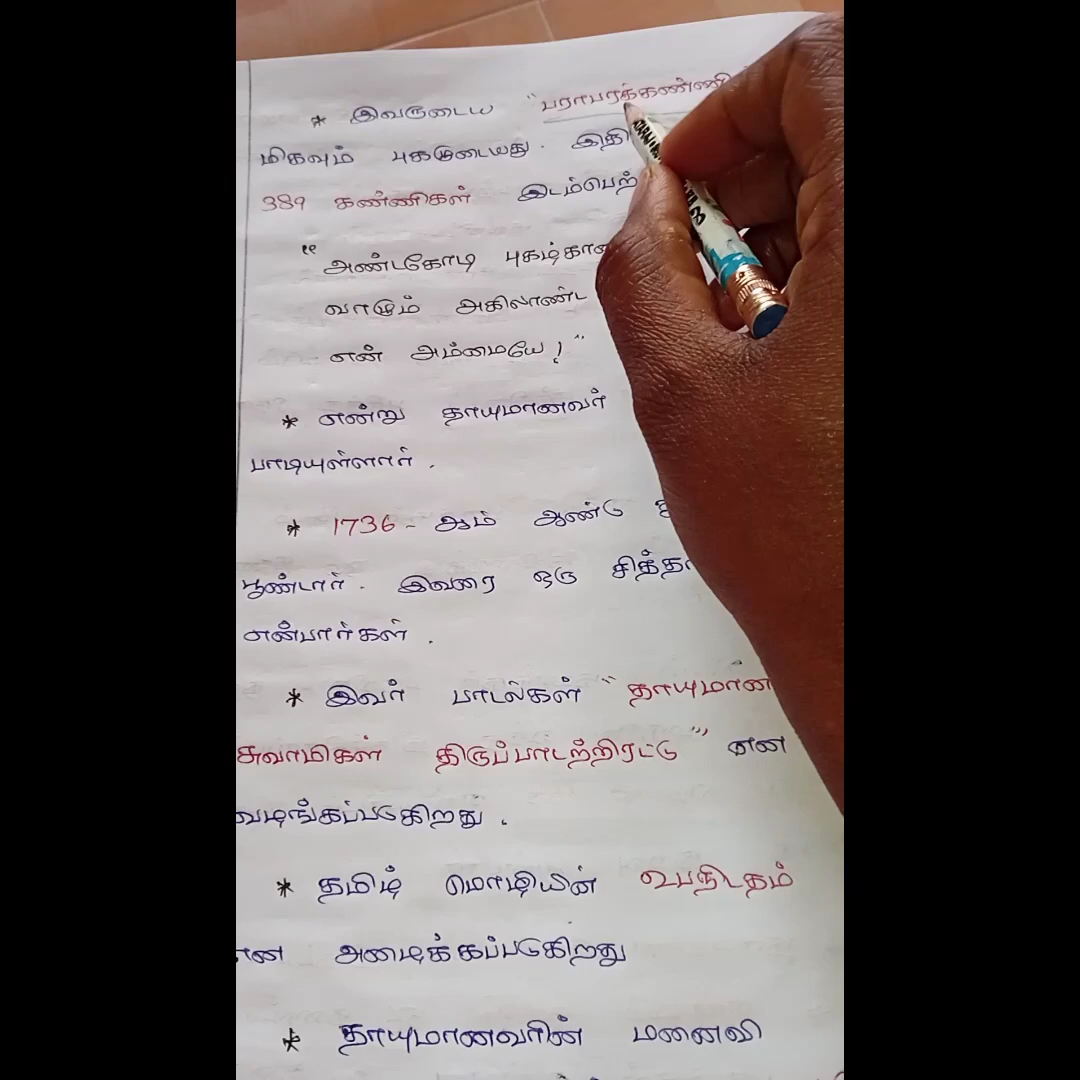 * இவருடைய "பராபரக்கண்ணி
மிகவும் புகழுடையது. இதி
389 கண்ணிகள் இடம்பெற்
"அண்டகோடி புகழ்கா
வாழும் அகிலாண்ட
என் அம்மையே!"
* என்று தாயுமானவர்
பாடியுள்ளார்.
* 1736 - ஆம் ஆண்டு
பூண்டார். இவரை ஒரு சித்த
என்பார்கள்.
* இவர் பாடல்கள் "தாயுமான
சுவாமிகள் திருப்பாடற்றிரட்டு" என
வழங்கப்படுகிறது.
* தமிழ் மொழியின் உபநிடதம்
என அழைக்கப்படுகிறது
* தாயுமானவரின் மனைவி